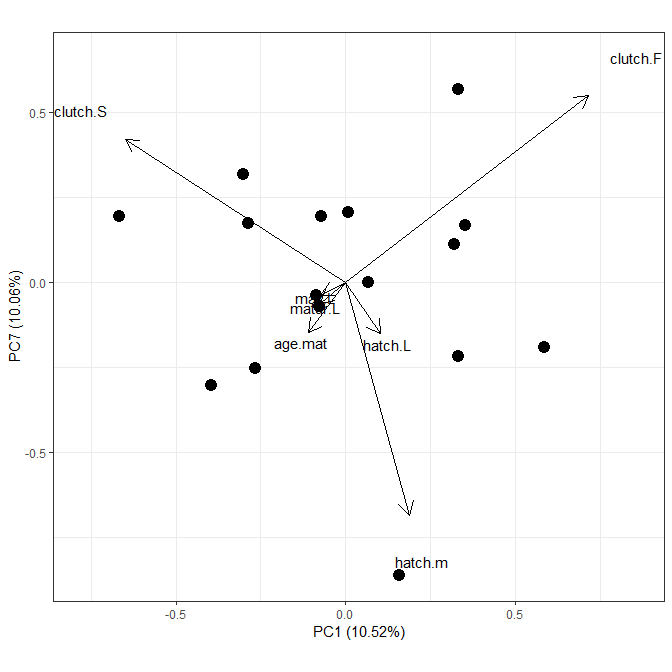 clutch.F
clutch.S
0.5
0.0
matur.L
age.mat
hatch.L
-0.5
hatch.m
-0.5
0.0
0.5
PC1 (10.52%)
PC7 (10.06%)